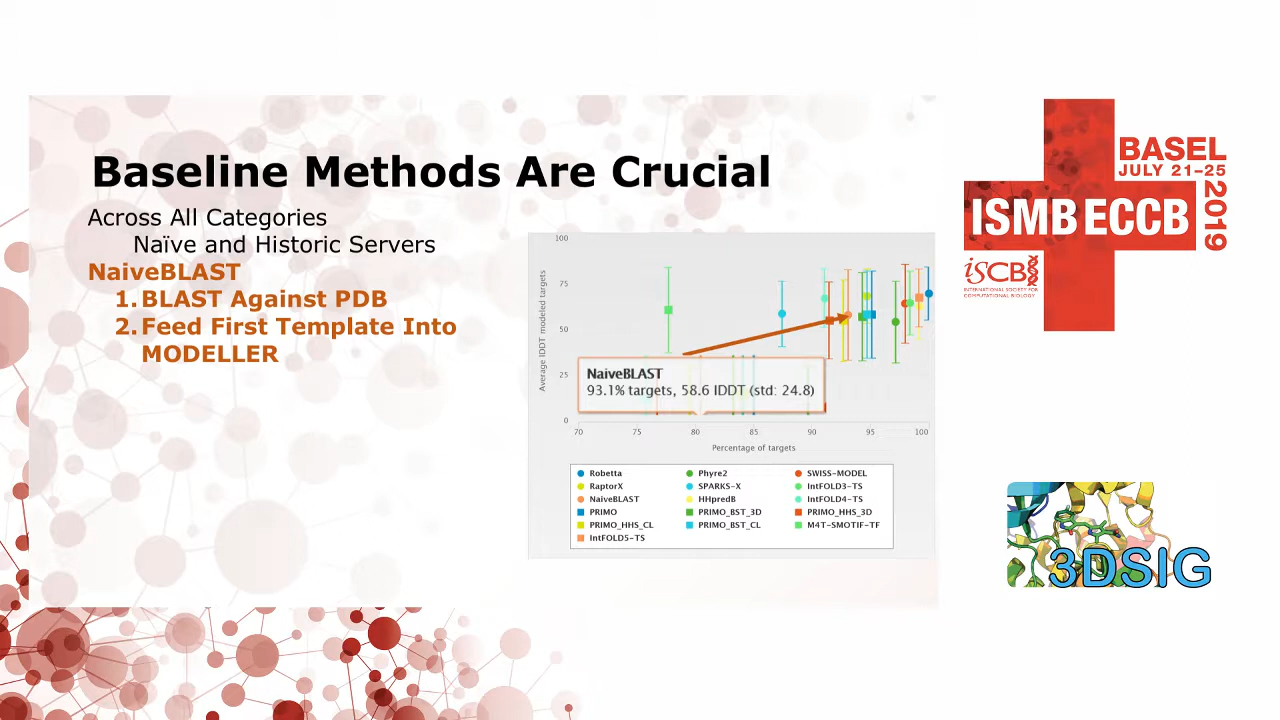 Baseline Methods Are Crucial
Across All Categories
Naïve and Historic Servers
NaiveBLAST
1. BLAST Against PDB
2. Feed First Template Into
MODELLER
100
75
50
25
0
Average lDDT modeled targets
NaiveBLAST
93.1% targets, 58.6 lDDT (std: 24.8)
70 75 80 85 90 95 100
Percentage of targets
Robetta Phyre2 SWISS-MODEL
RaptorX SPARKS-X IntFOLD3-TS
NaiveBLAST HHpredB IntFOLD4-TS
PRIMO PRIMO_BST_3D PRIMO_HHS_3D
PRIMO_HHS_CL PRIMO_BST_CL M4T-SMOTIF-TF
IntFOLD5-TS
BASEL
JULY 21-25
2019
ISMB ECCB
iSCB
INTERNATIONAL SOCIETY FOR
COMPUTATIONAL BIOLOGY
3DSIG